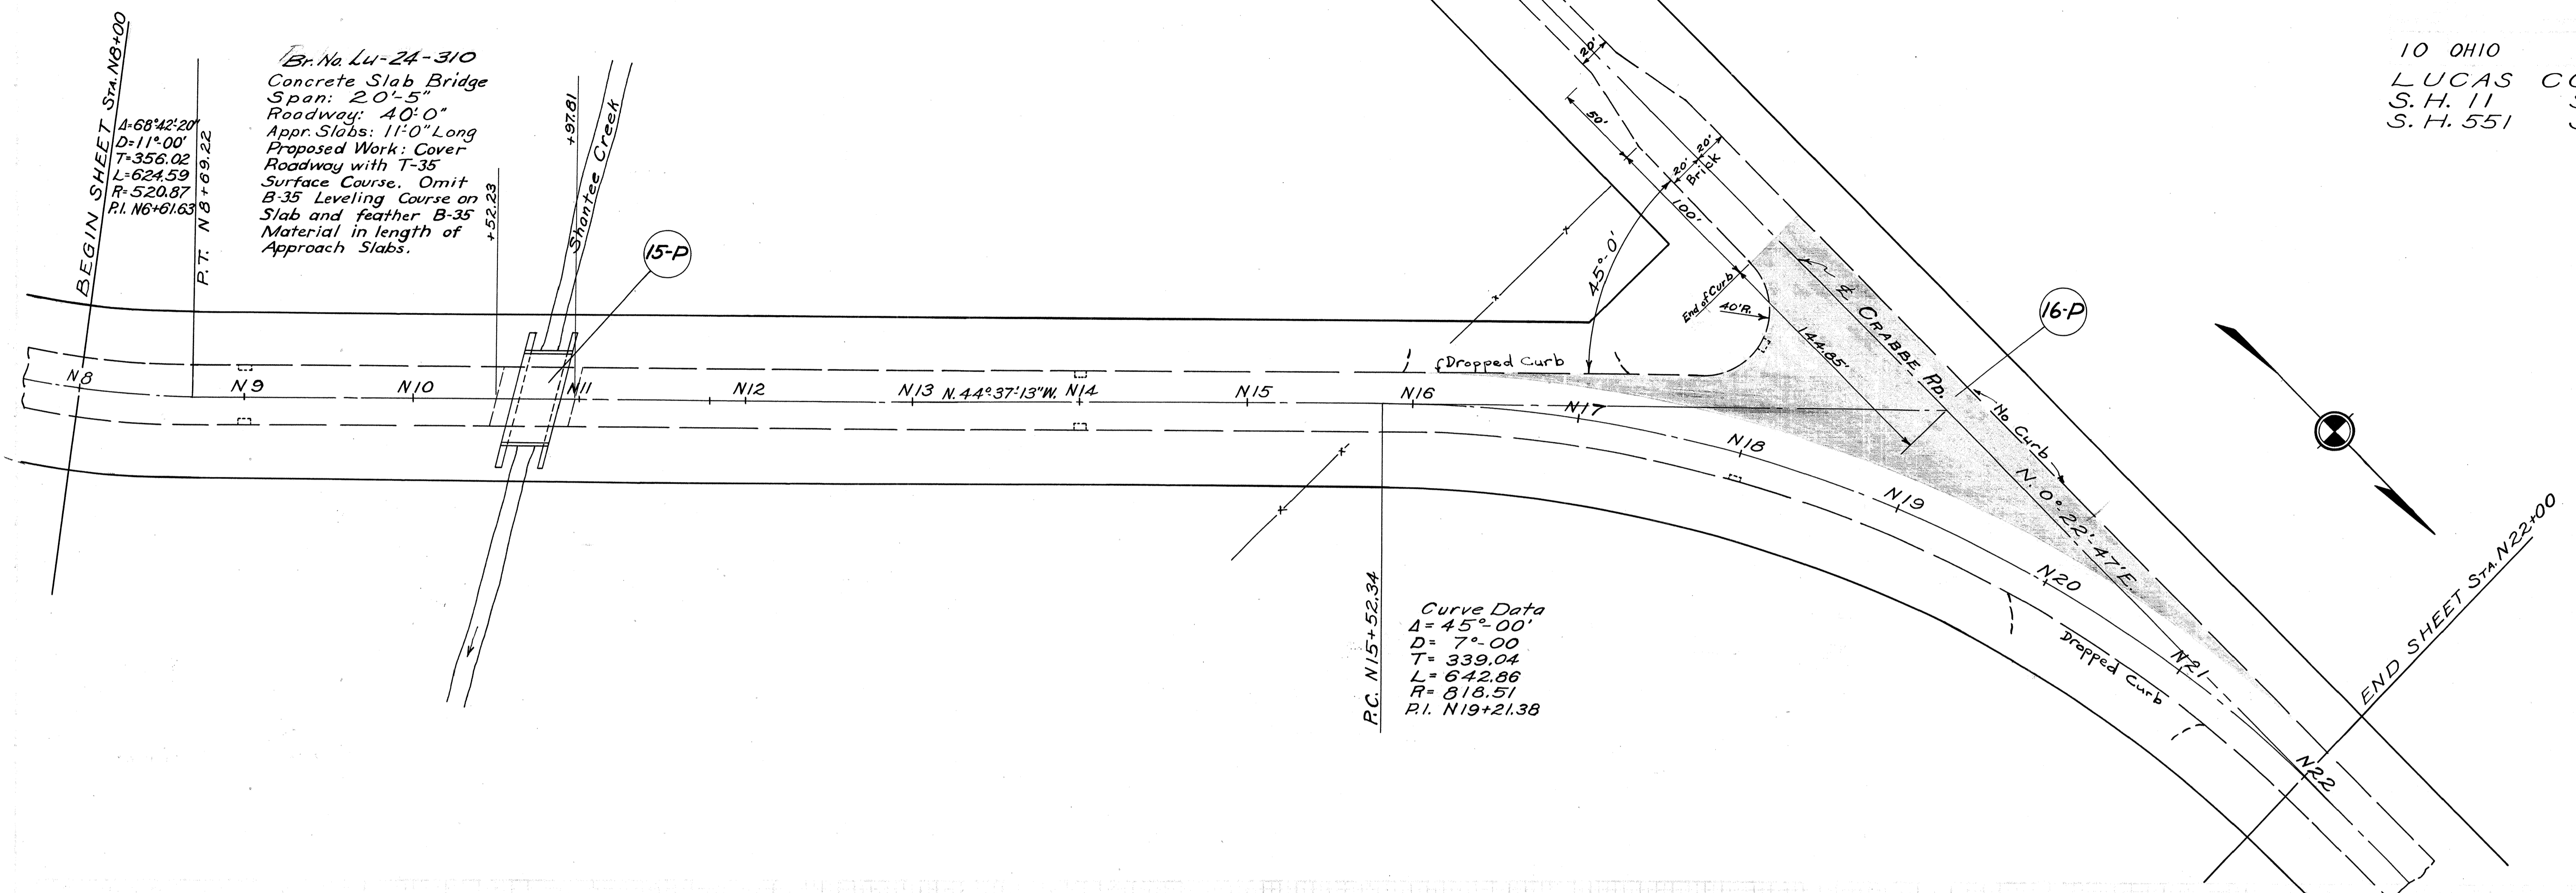 BEGIN SHEET STA. N8+00
Δ=68°42'-20"
D=11°-00'
T=356.02
L=624.59
R=520.87
P.I. N6+61.63
P.T. N8+69.22
Br. No. Lu-24-310
Concrete Slab Bridge
Span: 20'-5"
Roadway: 40'-0"
Appr. Slabs: 11'-0" Long
Proposed Work: Cover
Roadway with T-35
Surface Course. Omit
B-35 Leveling Course on
Slab and feather B-35
Material in length of
Approach Slabs.
+52.23
+97.81
Shantee Creek
15-P
N8
N9
N10
N11
N12
N13
N. 44°-37'-13"W.
N14
N15
N16
N17
N18
N19
N20
N21
N22
Dropped Curb
45°-0'
20'
50'
20'
20'
Brick
100'
End of Curb
40'R.
144.85'
℄ CRABBE RD.
16-P
No Curb
N. 0°-22'-47"E.
Dropped Curb
P.C. N15+52.34
Curve Data
Δ= 45°-00'
D= 7°-00
T= 339.04
L= 642.86
R= 818.51
P.I. N19+21.38
END SHEET STA. N22+00
10 OHIO
LUCAS CO
S.H. 11 S
S.H. 551 S